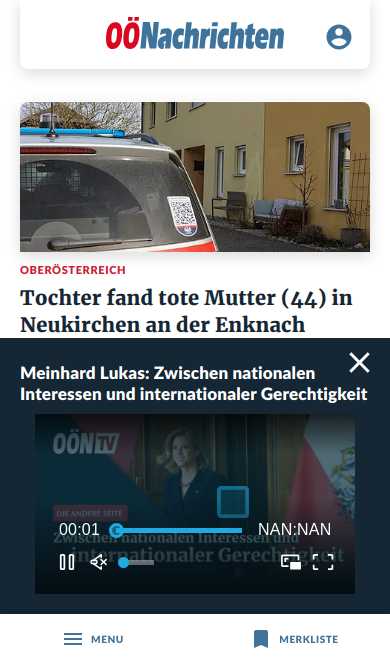 OÖNachrichten
OBERÖSTERREICH
Tochter fand tote Mutter (44) in
Neukirchen an der Enknach
Meinhard Lukas: Zwischen nationalen
Interessen und internationaler Gerechtigkeit
OÖN TV
DIE ANDERE SEITE
00:01
NAN:NAN
Zwischen nationalen Interessen und
internationaler Gerechtigkeit
MENU
MERKLISTE